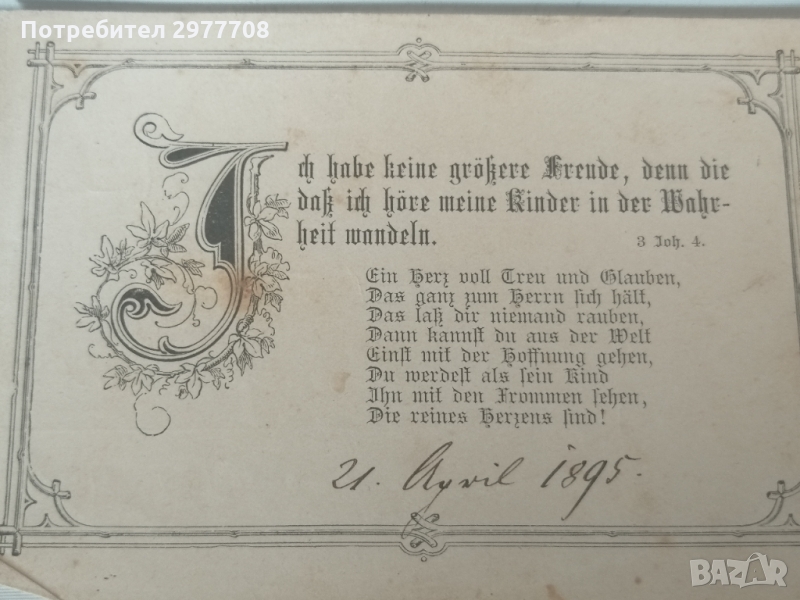 Потребител 2977708
Ich habe keine größere Freude, denn die
daß ich höre meine Kinder in der Wahr-
heit wandeln.
3 Joh. 4.
Ein Herz voll Treu und Glauben,
Das ganz zum Herrn sich hält,
Das laß dir niemand rauben,
Dann kannst du aus der Welt
Einst mit der Hoffnung gehen,
Du werdest als sein Kind
Ihn mit den Frommen sehen,
Die reines Herzens sind!
21. April 1895.
BAZAR